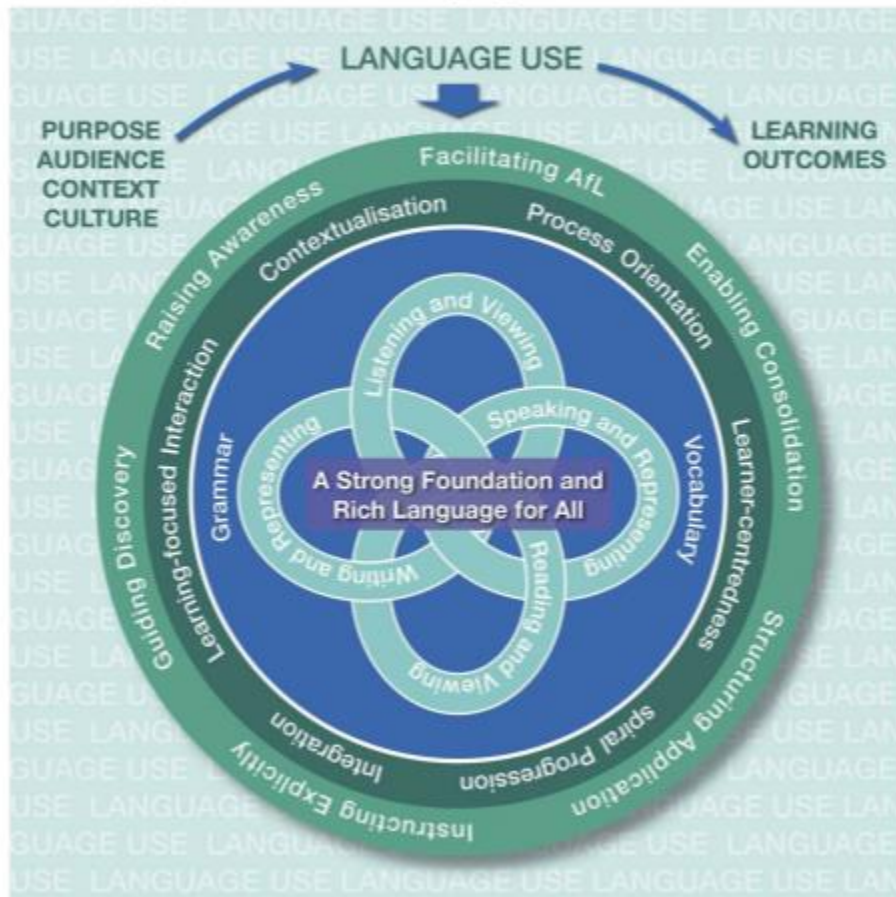 LANGUAGE USE
PURPOSE
AUDIENCE
CONTEXT
CULTURE
LEARNING
OUTCOMES
Facilitating AfL
Enabling Consolidation
Structuring Application
Instructing Explicitly
Guiding Discovery
Raising Awareness
Contextualisation
Process Orientation
Learner-centredness
spiral Progression
Integration
Learning-focused Interaction
Grammar
Vocabulary
Listening and Viewing
Speaking and Representing
Reading and Viewing
Writing and Representing
A Strong Foundation and
Rich Language for All